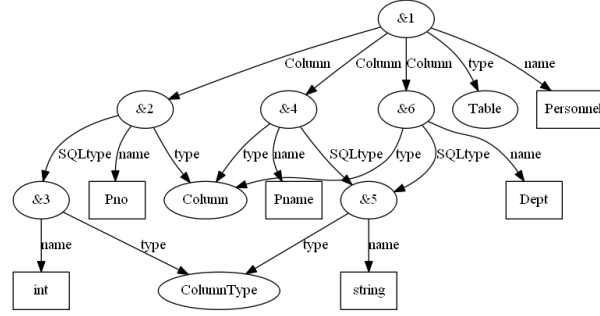 &1
Column Column Column type name
&2 &4 &6 Table Personnel
SQLtype name type type name SQLtype type SQLtype name
&3 Pno Column Pname &5 Dept
name type type name
int ColumnType string